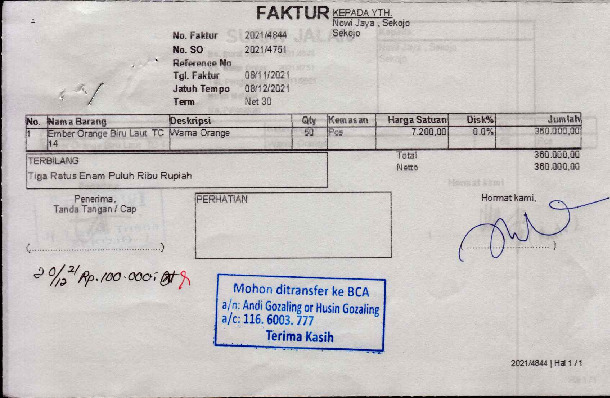 FAKTUR
KEPADA YTH.
Nowi Jaya , Sekojo
Sekojo
No. Faktur 2021/4844
No. SO 2021/4751
Reference No
Tgl. Faktur 08/11/2021
Jatuh Tempo 08/12/2021
Term Net 30
No. Nama Barang Deskripsi Qty Kemasan Harga Satuan Disk% Jumlah
1 Ember Orange Biru Laut TC Warna Orange 50 Pcs 7.200,00 0.0% 360.000,00
14
TERBILANG
Tiga Ratus Enam Puluh Ribu Rupiah
Total 360.000,00
Netto 360.000,00
Penerima,
Tanda Tangan / Cap
PERHATIAN
Hormat kami,
(............................................)
20/12 21 Rp. 100.000
Mohon ditransfer ke BCA
a/n: Andi Gozaling or Husin Gozaling
a/c: 116. 6003. 777
Terima Kasih
2021/4844 | Hal 1 / 1